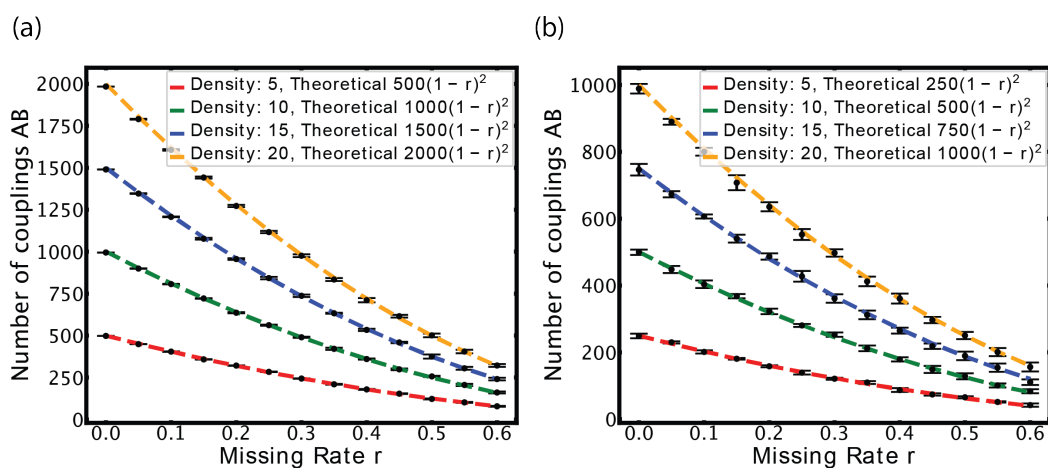 (a)
Number of couplings AB
2000
1750
1500
1250
1000
750
500
250
0
Density: 5, Theoretical 500(1 − r)²
Density: 10, Theoretical 1000(1 − r)²
Density: 15, Theoretical 1500(1 − r)²
Density: 20, Theoretical 2000(1 − r)²
0.0 0.1 0.2 0.3 0.4 0.5 0.6
Missing Rate r
(b)
Number of couplings AB
1000
800
600
400
200
0
Density: 5, Theoretical 250(1 − r)²
Density: 10, Theoretical 500(1 − r)²
Density: 15, Theoretical 750(1 − r)²
Density: 20, Theoretical 1000(1 − r)²
0.0 0.1 0.2 0.3 0.4 0.5 0.6
Missing Rate r